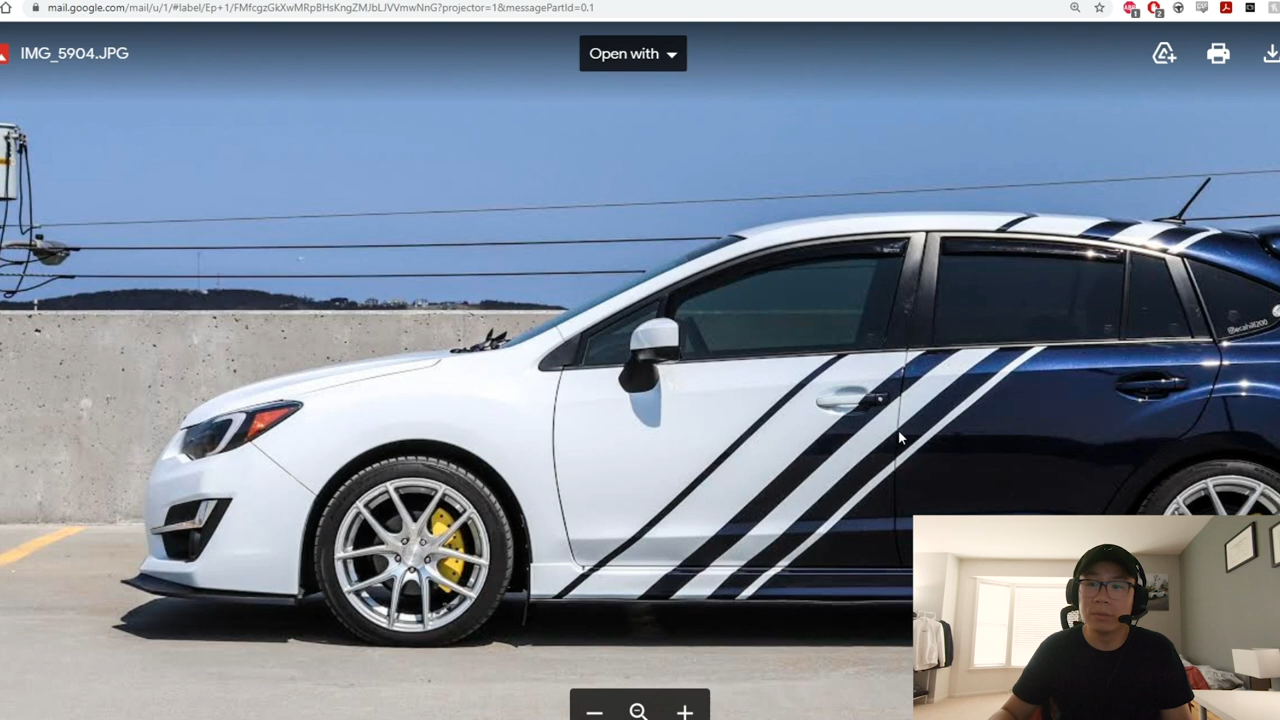 mail.google.com/mail/u/1/#label/Ep+1/FMfcgzGkXwMRpBHsKngZMJbLJVVmwNnG?projector=1&messagePartId=0.1
IMG_5904.JPG
Open with